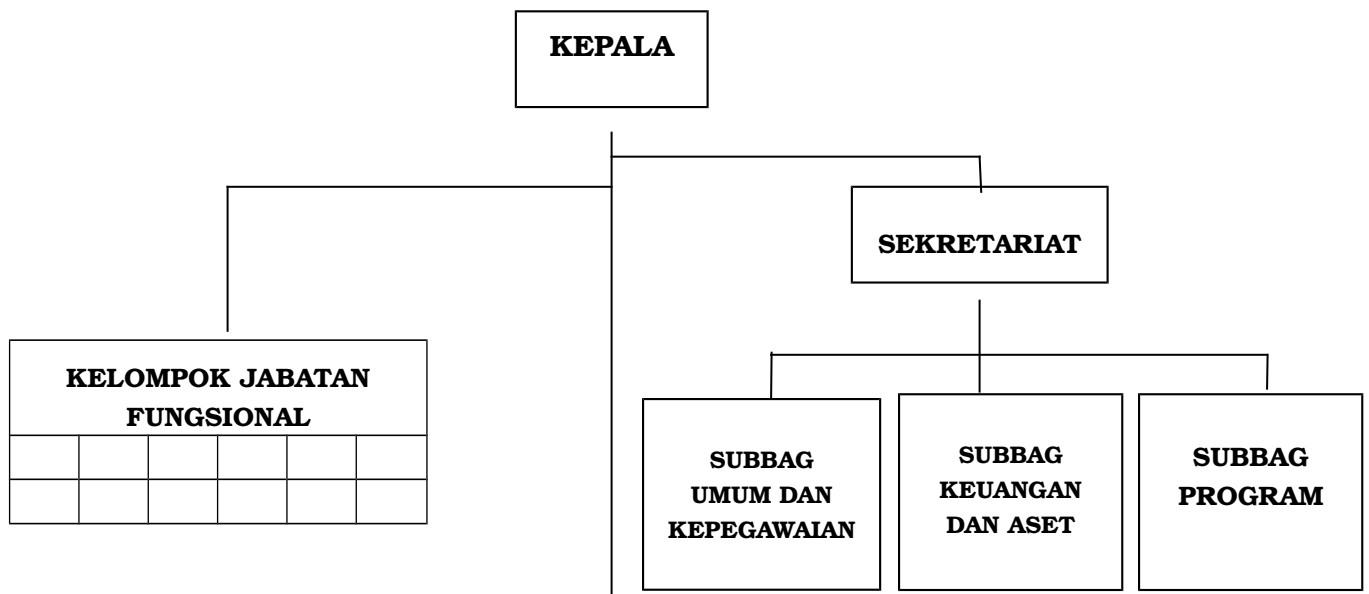 KEPALA
SEKRETARIAT
KELOMPOK JABATAN
FUNGSIONAL
SUBBAG
UMUM DAN
KEPEGAWAIAN
SUBBAG
KEUANGAN
DAN ASET
SUBBAG
PROGRAM